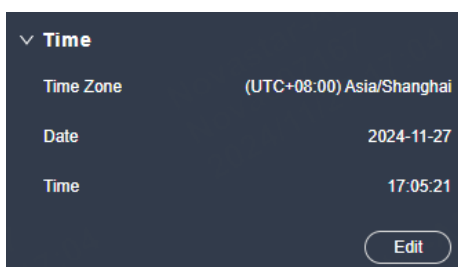 Time
Time Zone (UTC+08:00) Asia/Shanghai
Date 2024-11-27
Time 17:05:21
Edit